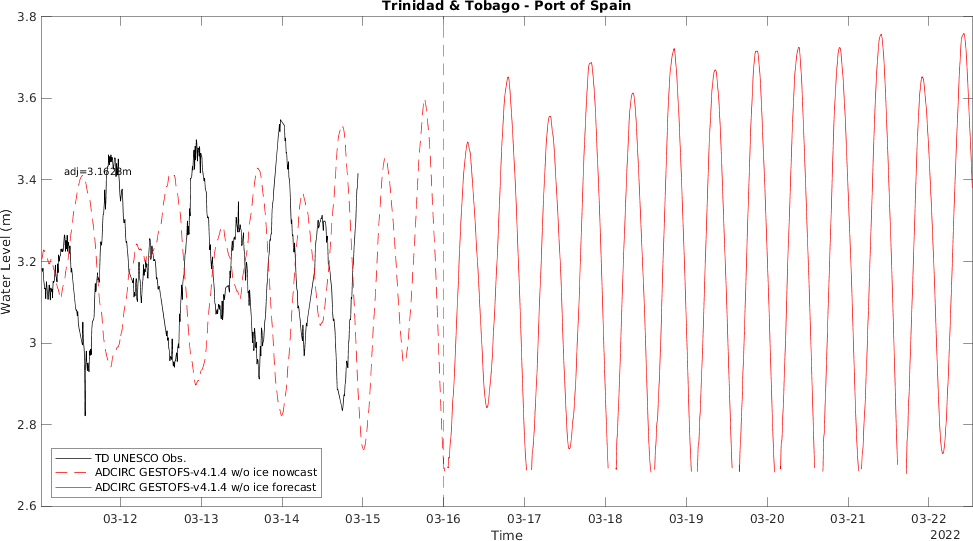 Trinidad & Tobago - Port of Spain
3.8
3.6
3.4
3.2
3
2.8
2.6
Water Level (m)
adj=3.1628m
TD UNESCO Obs.
ADCIRC GESTOFS-v4.1.4 w/o ice nowcast
ADCIRC GESTOFS-v4.1.4 w/o ice forecast
03-12 03-13 03-14 03-15 03-16 03-17 03-18 03-19 03-20 03-21 03-22
Time
2022